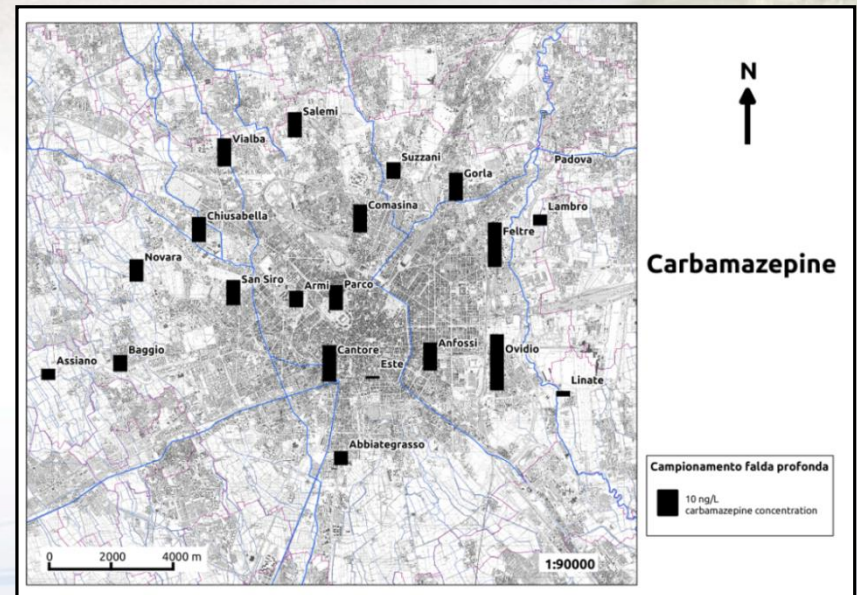 Salemi
Vialba
Suzzani
Padova
Gorla
Comasina
Lambro
Chiusabella
Feltre
Novara
San Siro
Armi
Parco
Cantore
Anfossi
Ovidio
Baggio
Assiano
Este
Linate
Abbiategrasso
0 2000 4000 m
1:90000
N
Carbamazepine
Campionamento falda profonda
10 ng/L
carbamazepine concentration